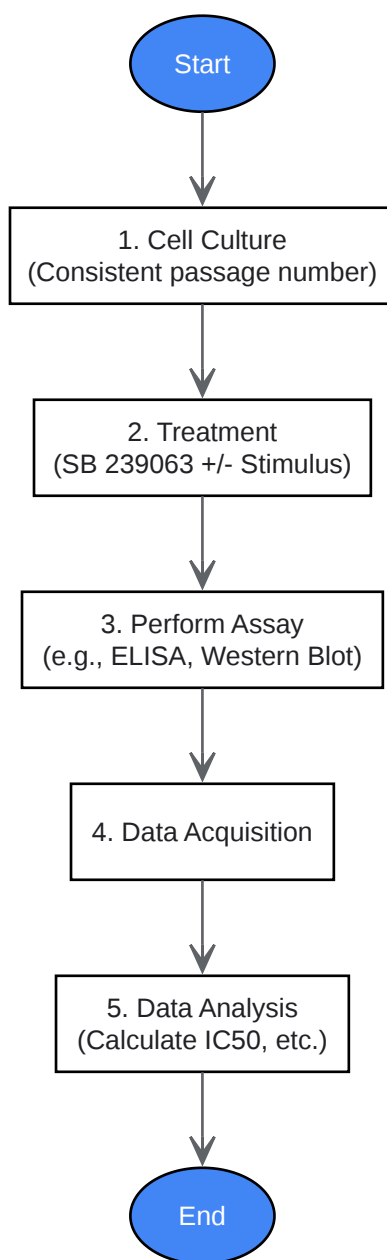 Start
1. Cell Culture
(Consistent passage number)
2. Treatment
(SB 239063 +/- Stimulus)
3. Perform Assay
(e.g., ELISA, Western Blot)
4. Data Acquisition
5. Data Analysis
(Calculate IC50, etc.)
End